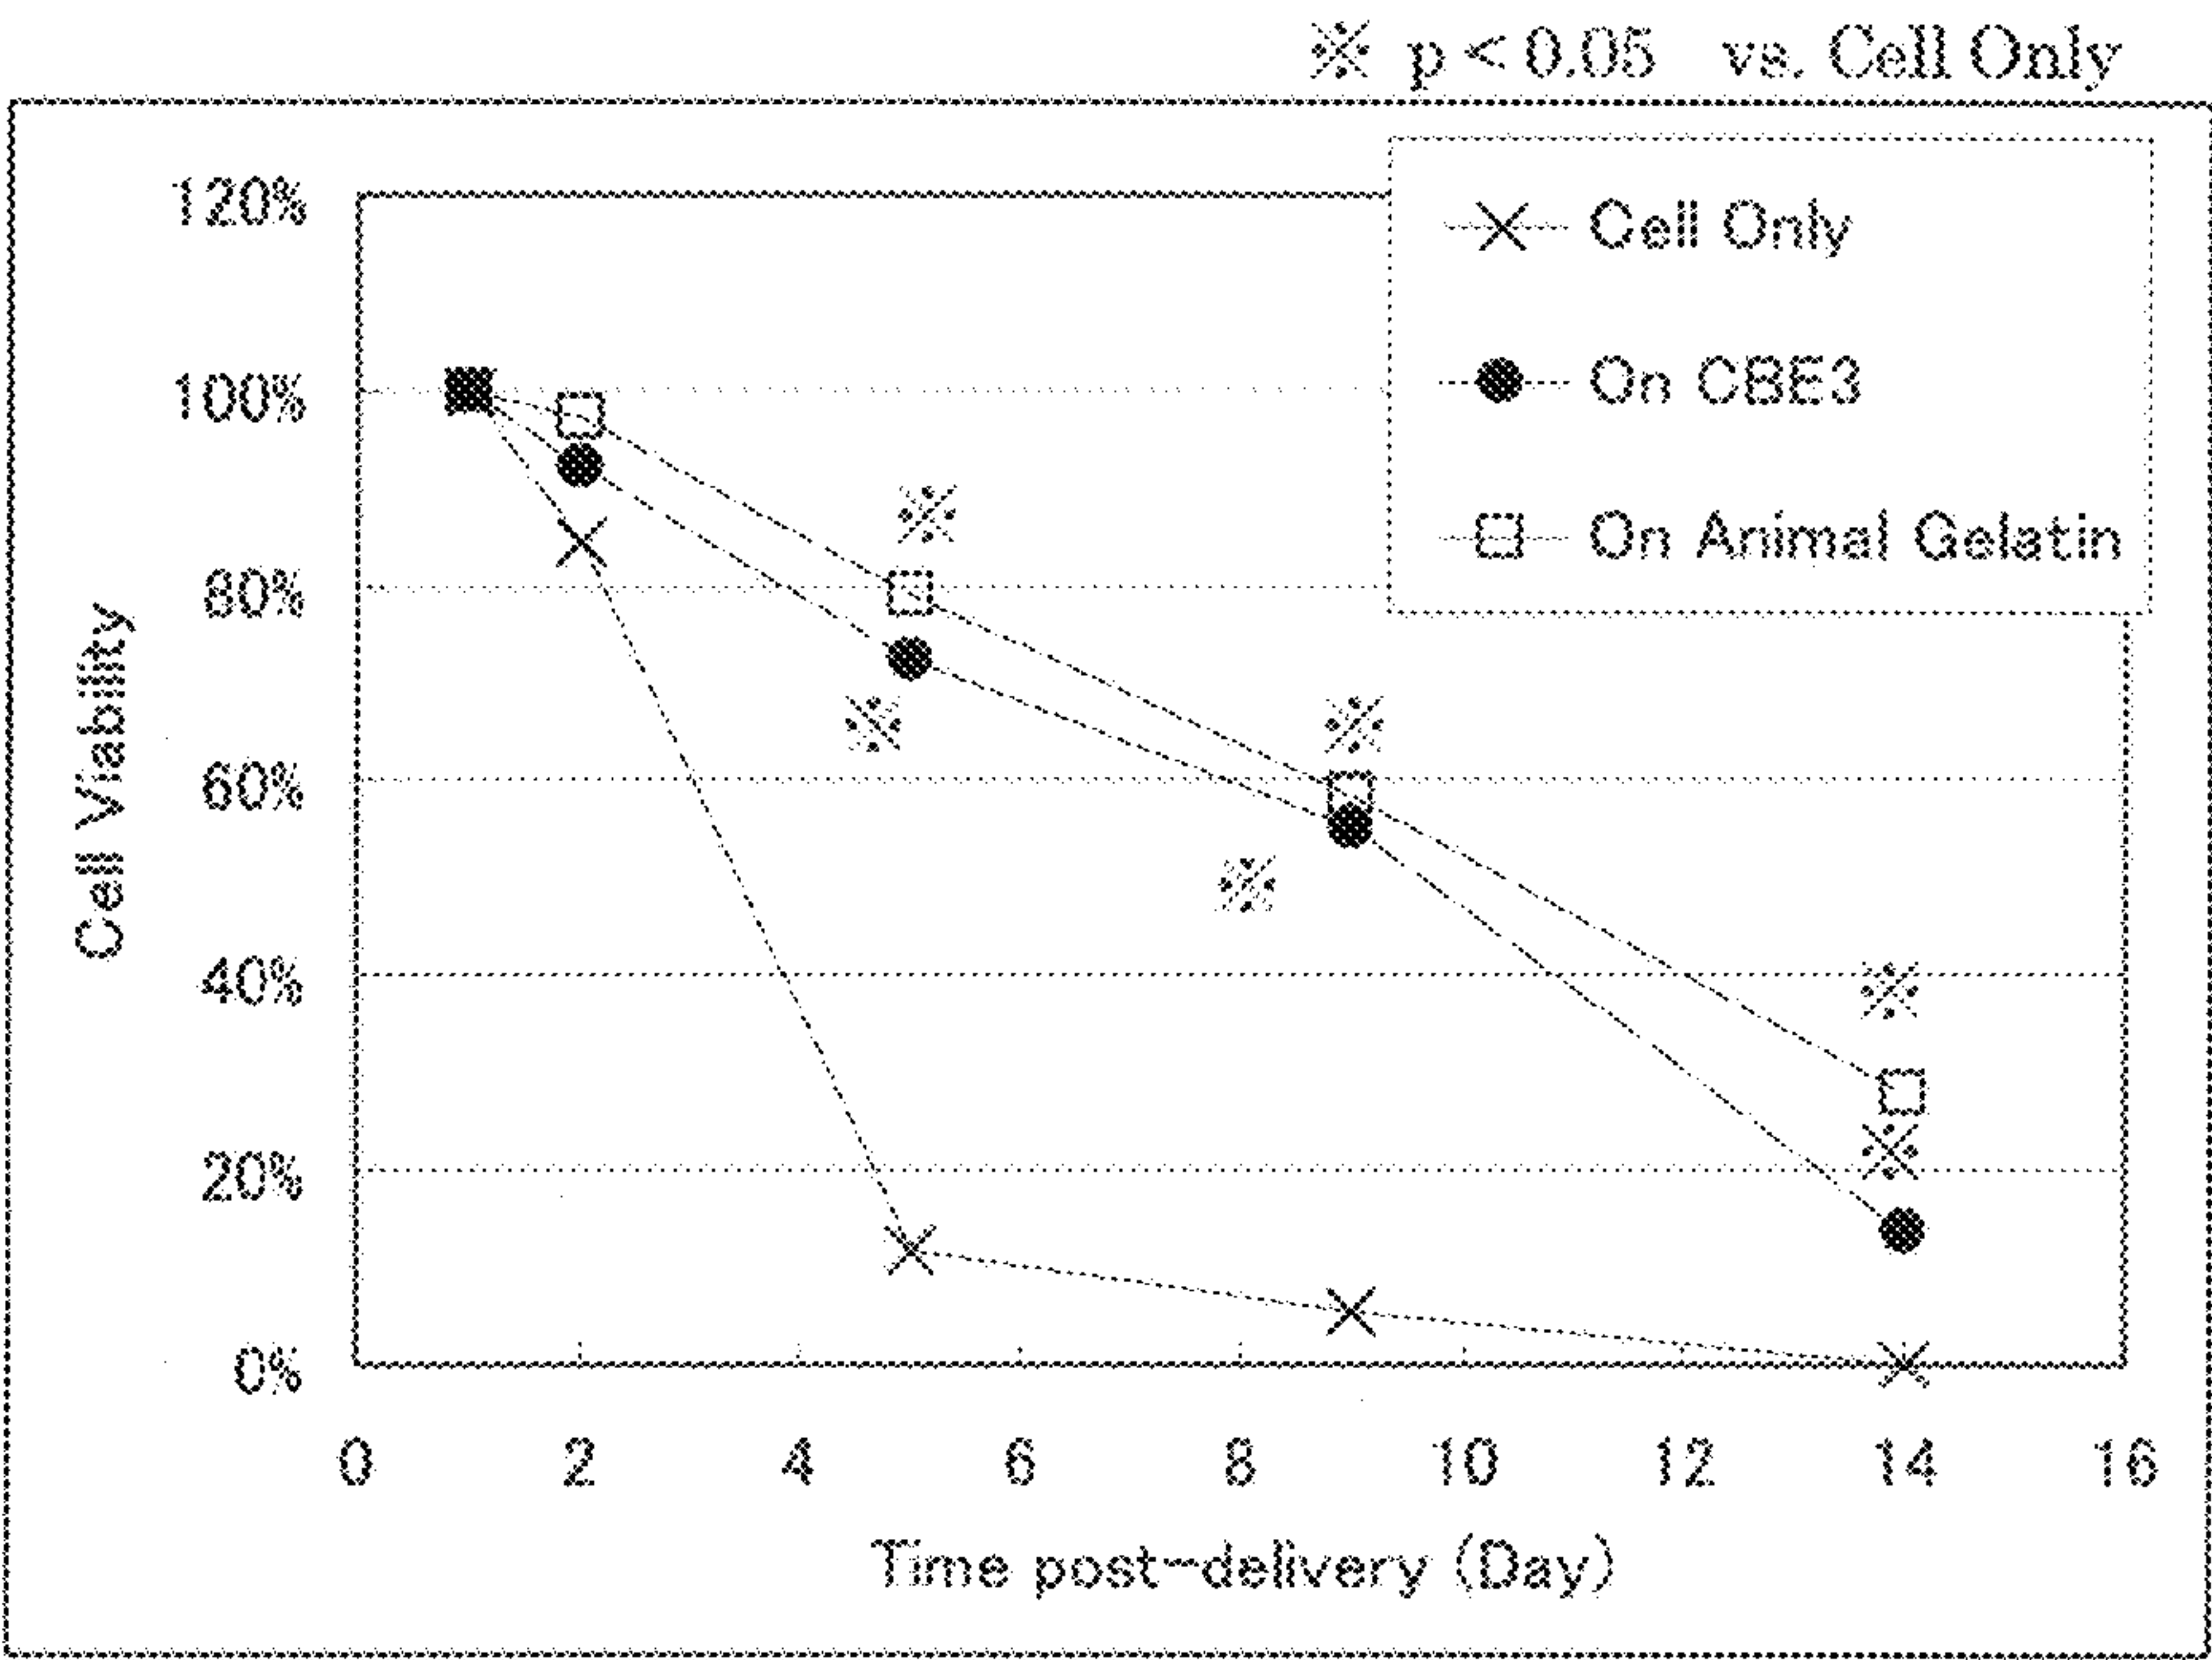 ※ p < 0.05 vs. Cell Only
Cell Only
On CBE3
On Animal Gelatin
120%
100%
80%
60%
40%
20%
0%
Cell Viability
※
※
※
※
※
※
0 2 4 6 8 10 12 14 16
Time post-delivery (Day)